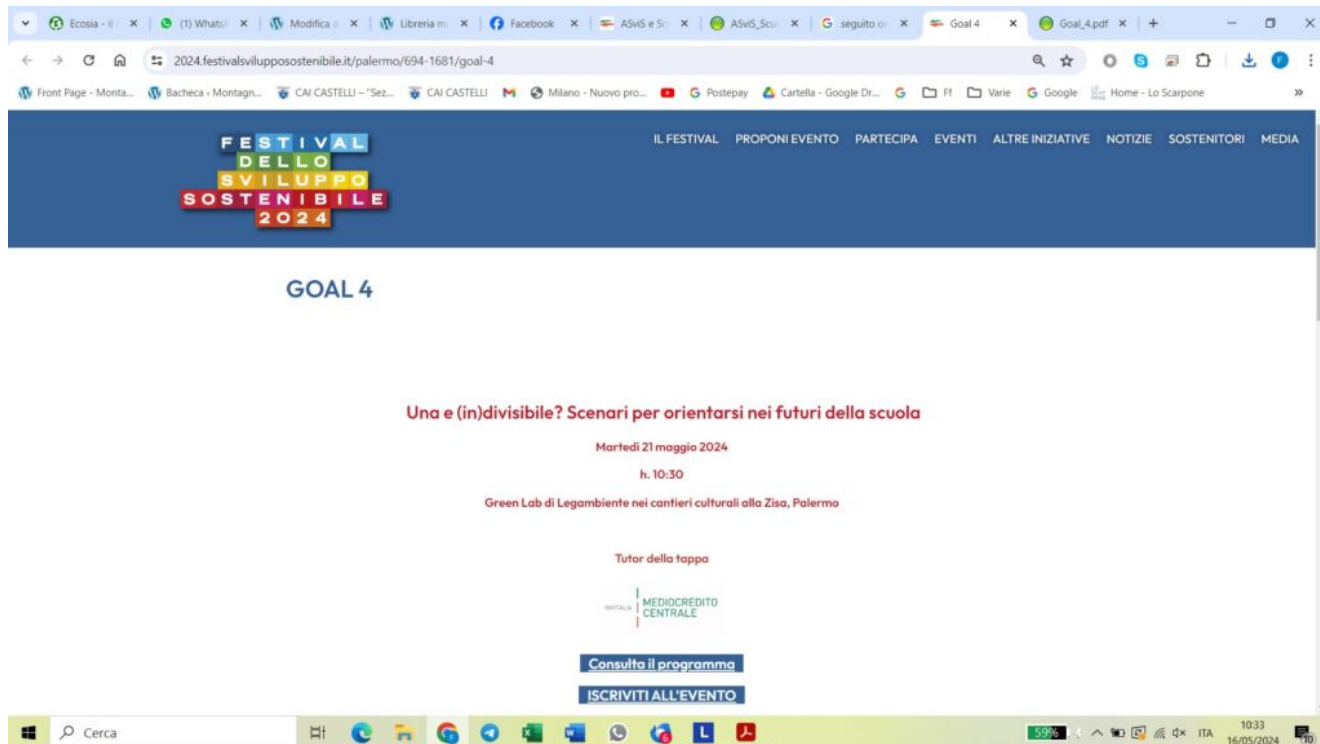 Ecosia - il
(1) Whats
Modifica
Libreria m
Facebook
ASviS e Sc
ASviS_Scu
seguito or
Goal 4
Goal_4.pdf
2024.festivalsvilupposostenibile.it/palermo/694-1681/goal-4
Front Page - Monta...
Bacheca ‹ Montagn...
CAI CASTELLI – "Sez...
CAI CASTELLI
Milano - Nuovo pro...
Postepay
Cartella - Google Dr...
Ff
Varie
Google
Home - Lo Scarpone
»
FESTIVAL
DELLO
SVILUPPO
SOSTENIBILE
2024
IL FESTIVAL
PROPONI EVENTO
PARTECIPA
EVENTI
ALTRE INIZIATIVE
NOTIZIE
SOSTENITORI
MEDIA
GOAL 4
Una e (in)divisibile? Scenari per orientarsi nei futuri della scuola
Martedì 21 maggio 2024
h. 10:30
Green Lab di Legambiente nei cantieri culturali alla Zisa, Palermo
Tutor della tappa
INVITALIA
MEDIOCREDITO
CENTRALE
Consulta il programma
ISCRIVITI ALL'EVENTO
Cerca
59%
ITA
10:33
16/05/2024